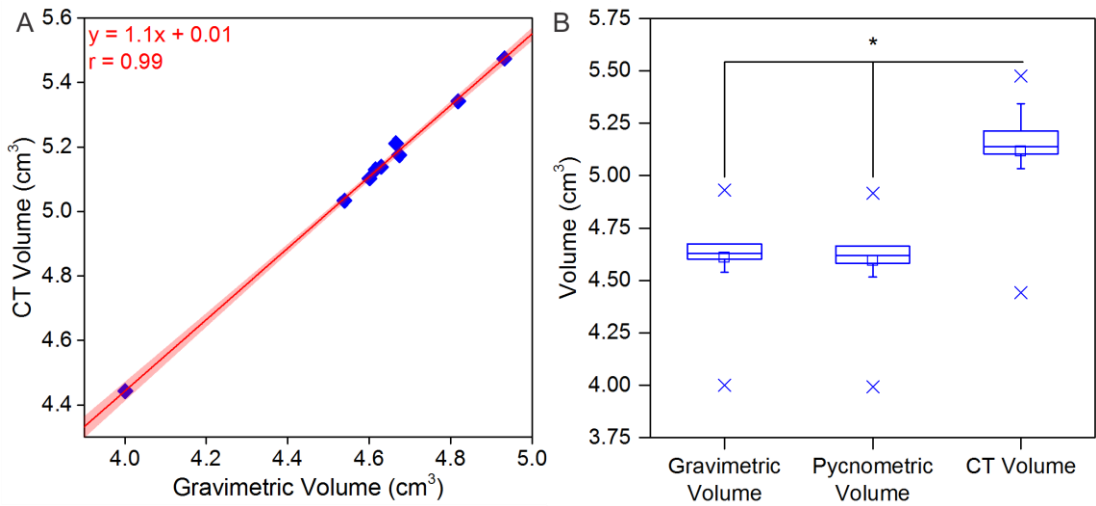 A
y = 1.1x + 0.01
r = 0.99
CT Volume (cm³)
5.6
5.4
5.2
5.0
4.8
4.6
4.4
4.0
4.2
4.4
4.6
4.8
5.0
Gravimetric Volume (cm³)
B
*
Volume (cm³)
5.75
5.50
5.25
5.00
4.75
4.50
4.25
4.00
3.75
Gravimetric
Volume
Pycnometric
Volume
CT Volume